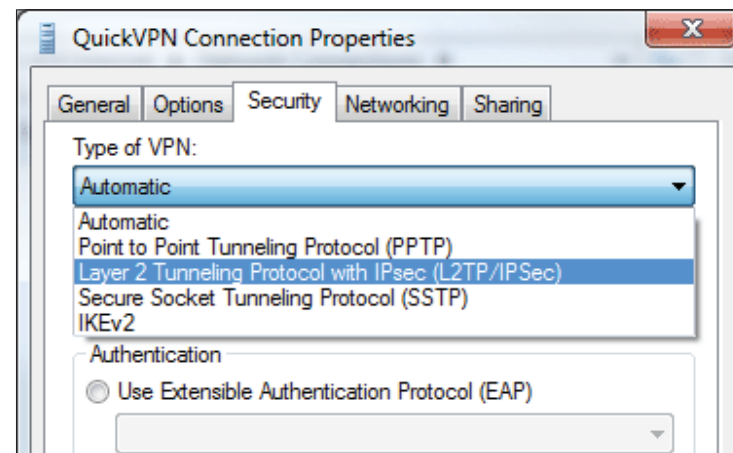 QuickVPN Connection Properties
General Options Security Networking Sharing
Type of VPN:
Automatic
Automatic
Point to Point Tunneling Protocol (PPTP)
Layer 2 Tunneling Protocol with IPsec (L2TP/IPSec)
Secure Socket Tunneling Protocol (SSTP)
IKEv2
Authentication
Use Extensible Authentication Protocol (EAP)